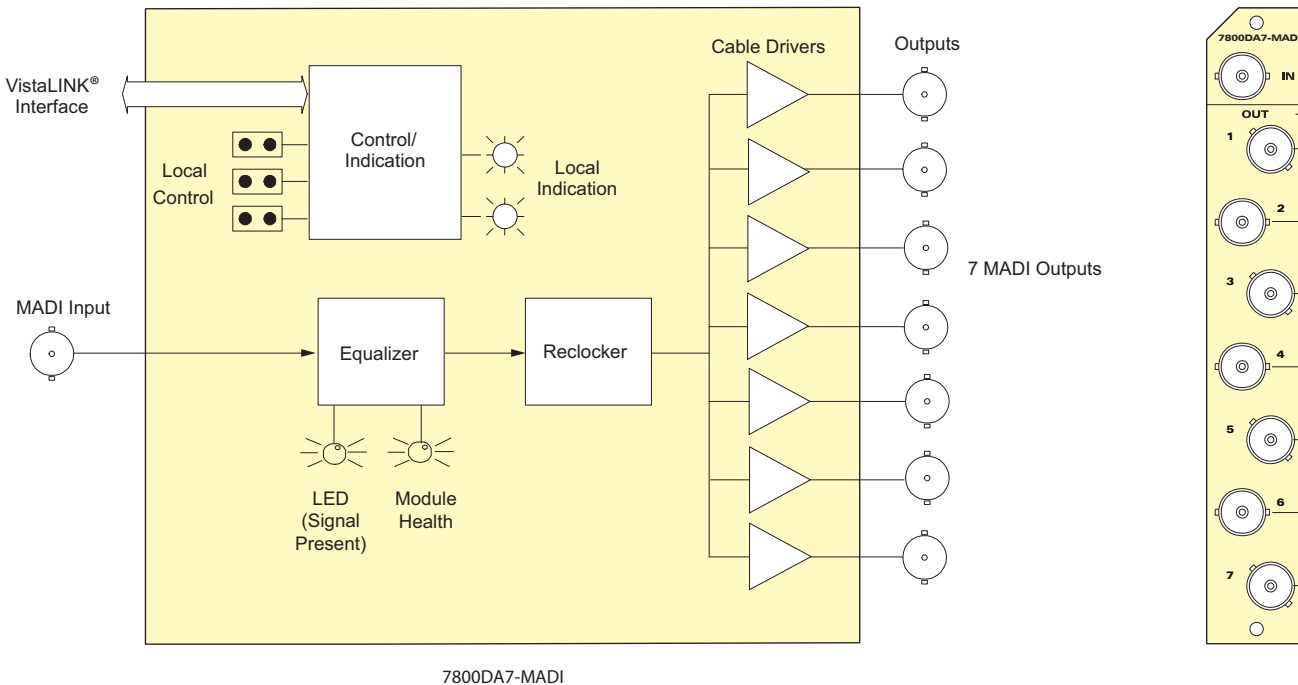 VistaLINK®
Interface
Local
Control
Control/
Indication
Local
Indication
Cable Drivers
Outputs
7 MADI Outputs
MADI Input
Equalizer
Reclocker
LED
(Signal
Present)
Module
Health
7800DA7-MADI
7800DA7-MADI
IN
OUT
1
2
3
4
5
6
7